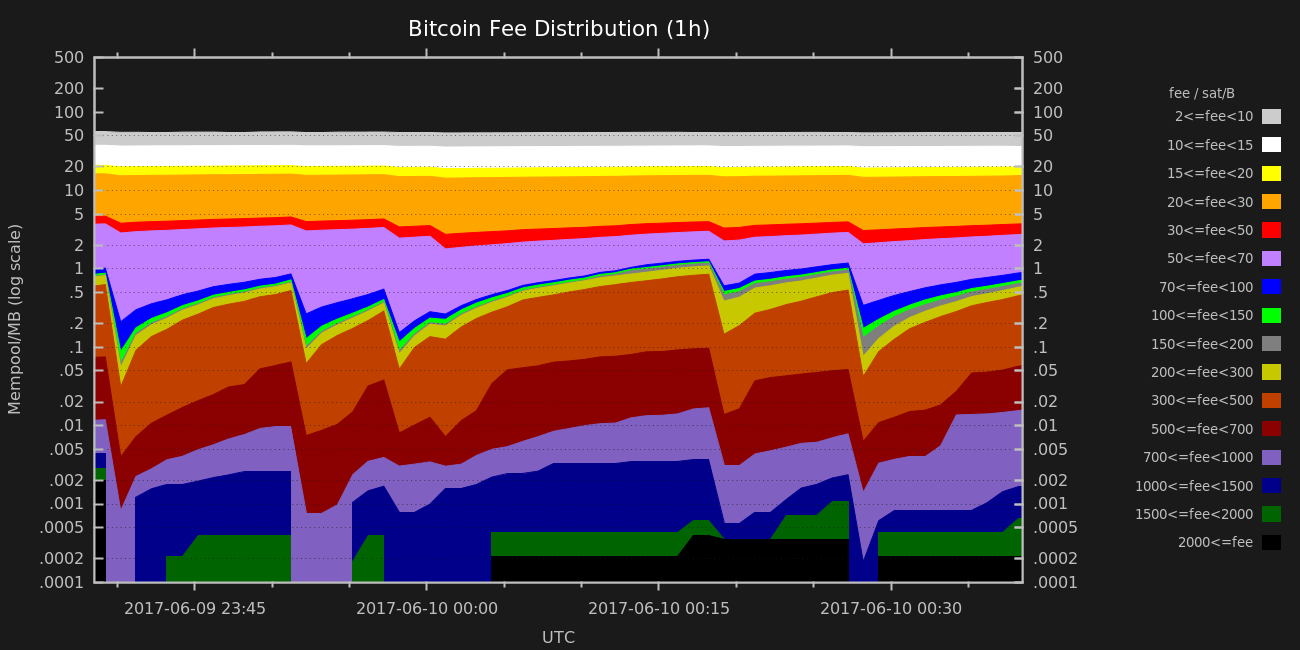 Bitcoin Fee Distribution (1h)
Mempool/MB (log scale)
500
200
100
50
20
10
5
2
1
.5
.2
.1
.05
.02
.01
.005
.002
.001
.0005
.0002
.0001
500
200
100
50
20
10
5
2
1
.5
.2
.1
.05
.02
.01
.005
.002
.001
.0005
.0002
.0001
2017-06-09 23:45
2017-06-10 00:00
2017-06-10 00:15
2017-06-10 00:30
UTC
fee / sat/B
2<=fee<10
10<=fee<15
15<=fee<20
20<=fee<30
30<=fee<50
50<=fee<70
70<=fee<100
100<=fee<150
150<=fee<200
200<=fee<300
300<=fee<500
500<=fee<700
700<=fee<1000
1000<=fee<1500
1500<=fee<2000
2000<=fee